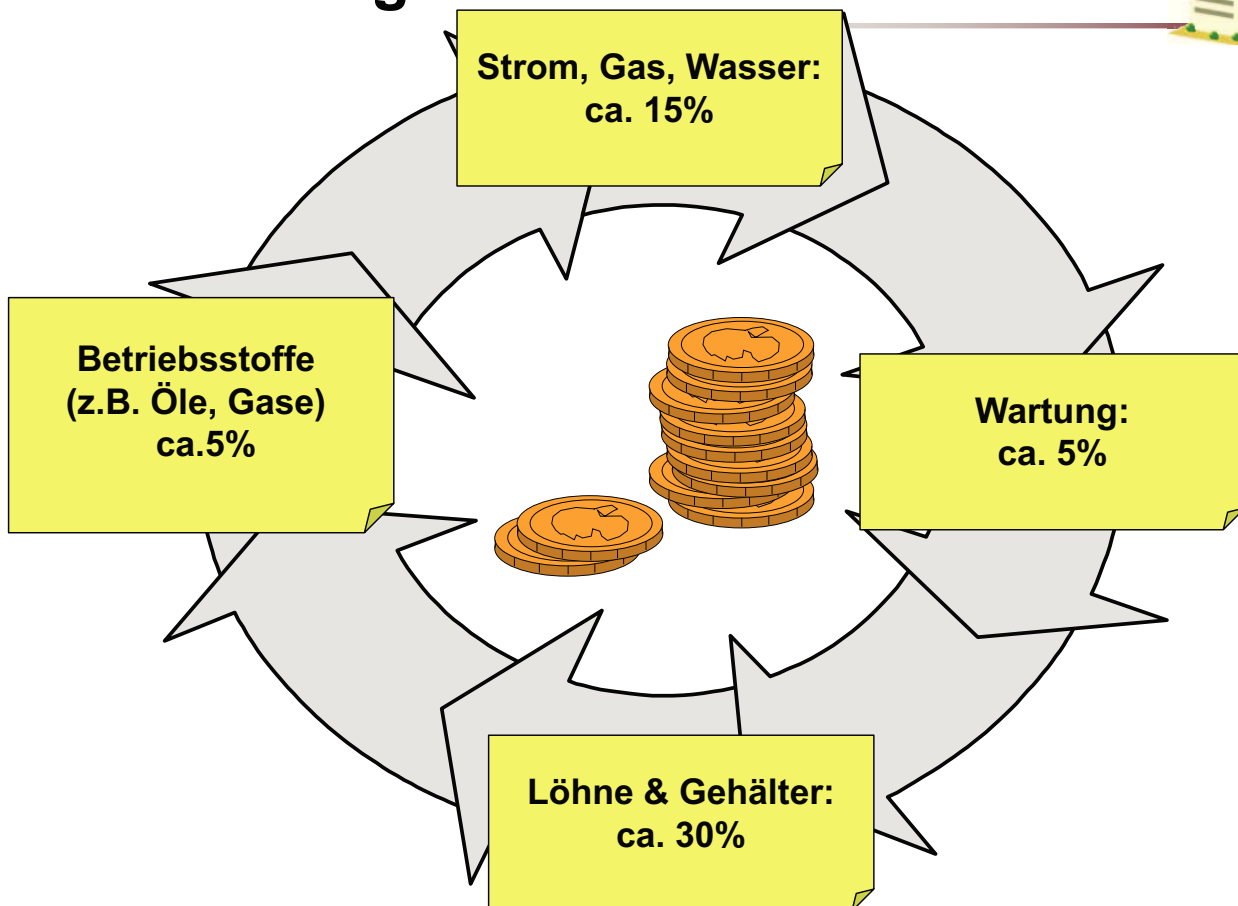 Strom, Gas, Wasser:
ca. 15%
Betriebsstoffe
(z.B. Öle, Gase)
ca.5%
Wartung:
ca. 5%
Löhne & Gehälter:
ca. 30%